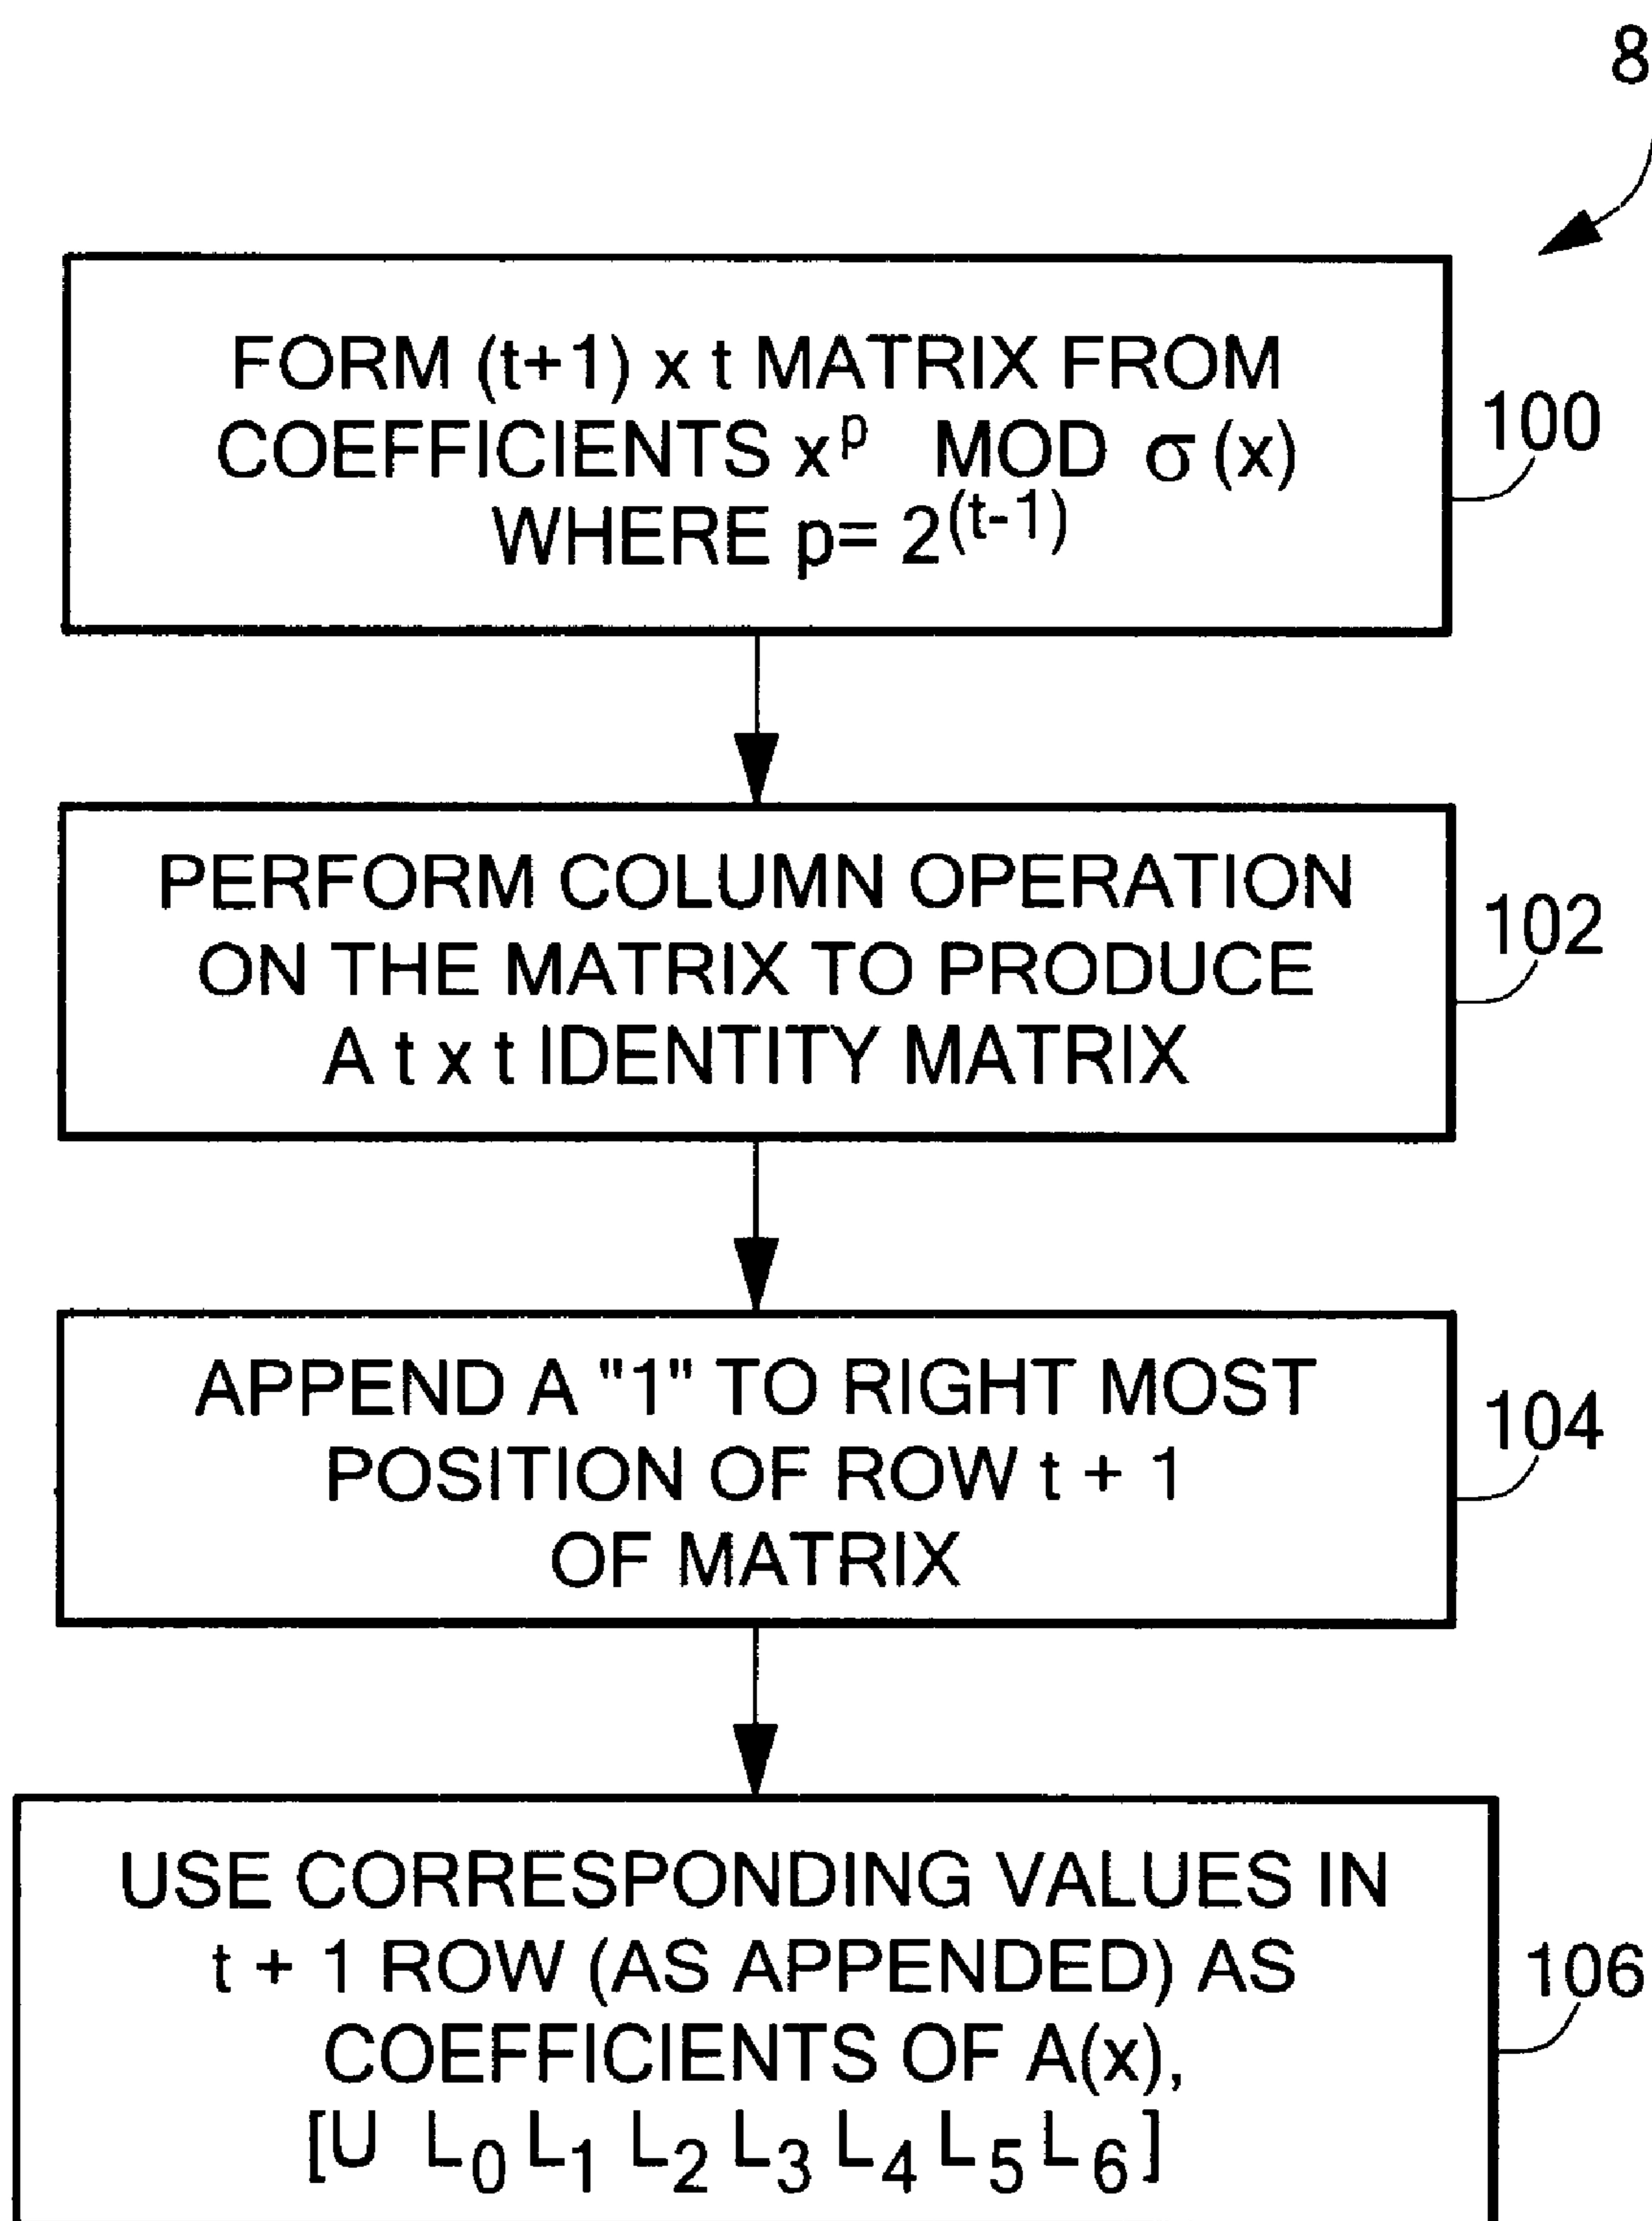 8
FORM (t+1) x t MATRIX FROM
COEFFICIENTS x^p MOD σ(x)
WHERE p= 2^(t-1)
100
PERFORM COLUMN OPERATION
ON THE MATRIX TO PRODUCE
A t x t IDENTITY MATRIX
102
APPEND A "1" TO RIGHT MOST
POSITION OF ROW t + 1
OF MATRIX
104
USE CORRESPONDING VALUES IN
t + 1 ROW (AS APPENDED) AS
COEFFICIENTS OF A(x),
[U L₀ L₁ L₂ L₃ L₄ L₅ L₆]
106